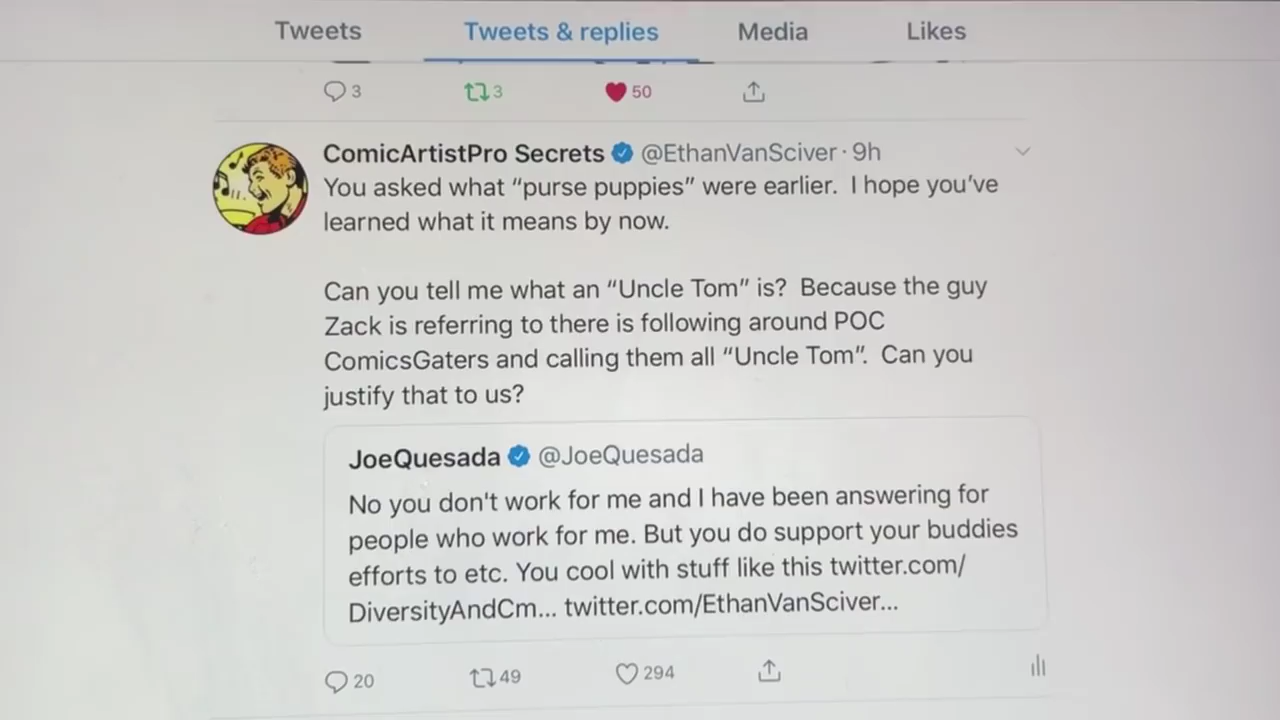 Tweets Tweets & replies Media Likes
3 3 50
ComicArtistPro Secrets @EthanVanSciver · 9h
You asked what “purse puppies” were earlier. I hope you’ve
learned what it means by now.
Can you tell me what an “Uncle Tom” is? Because the guy
Zack is referring to there is following around POC
ComicsGaters and calling them all “Uncle Tom”. Can you
justify that to us?
JoeQuesada @JoeQuesada
No you don't work for me and I have been answering for
people who work for me. But you do support your buddies
efforts to etc. You cool with stuff like this twitter.com/
DiversityAndCm... twitter.com/EthanVanSciver...
20 49 294